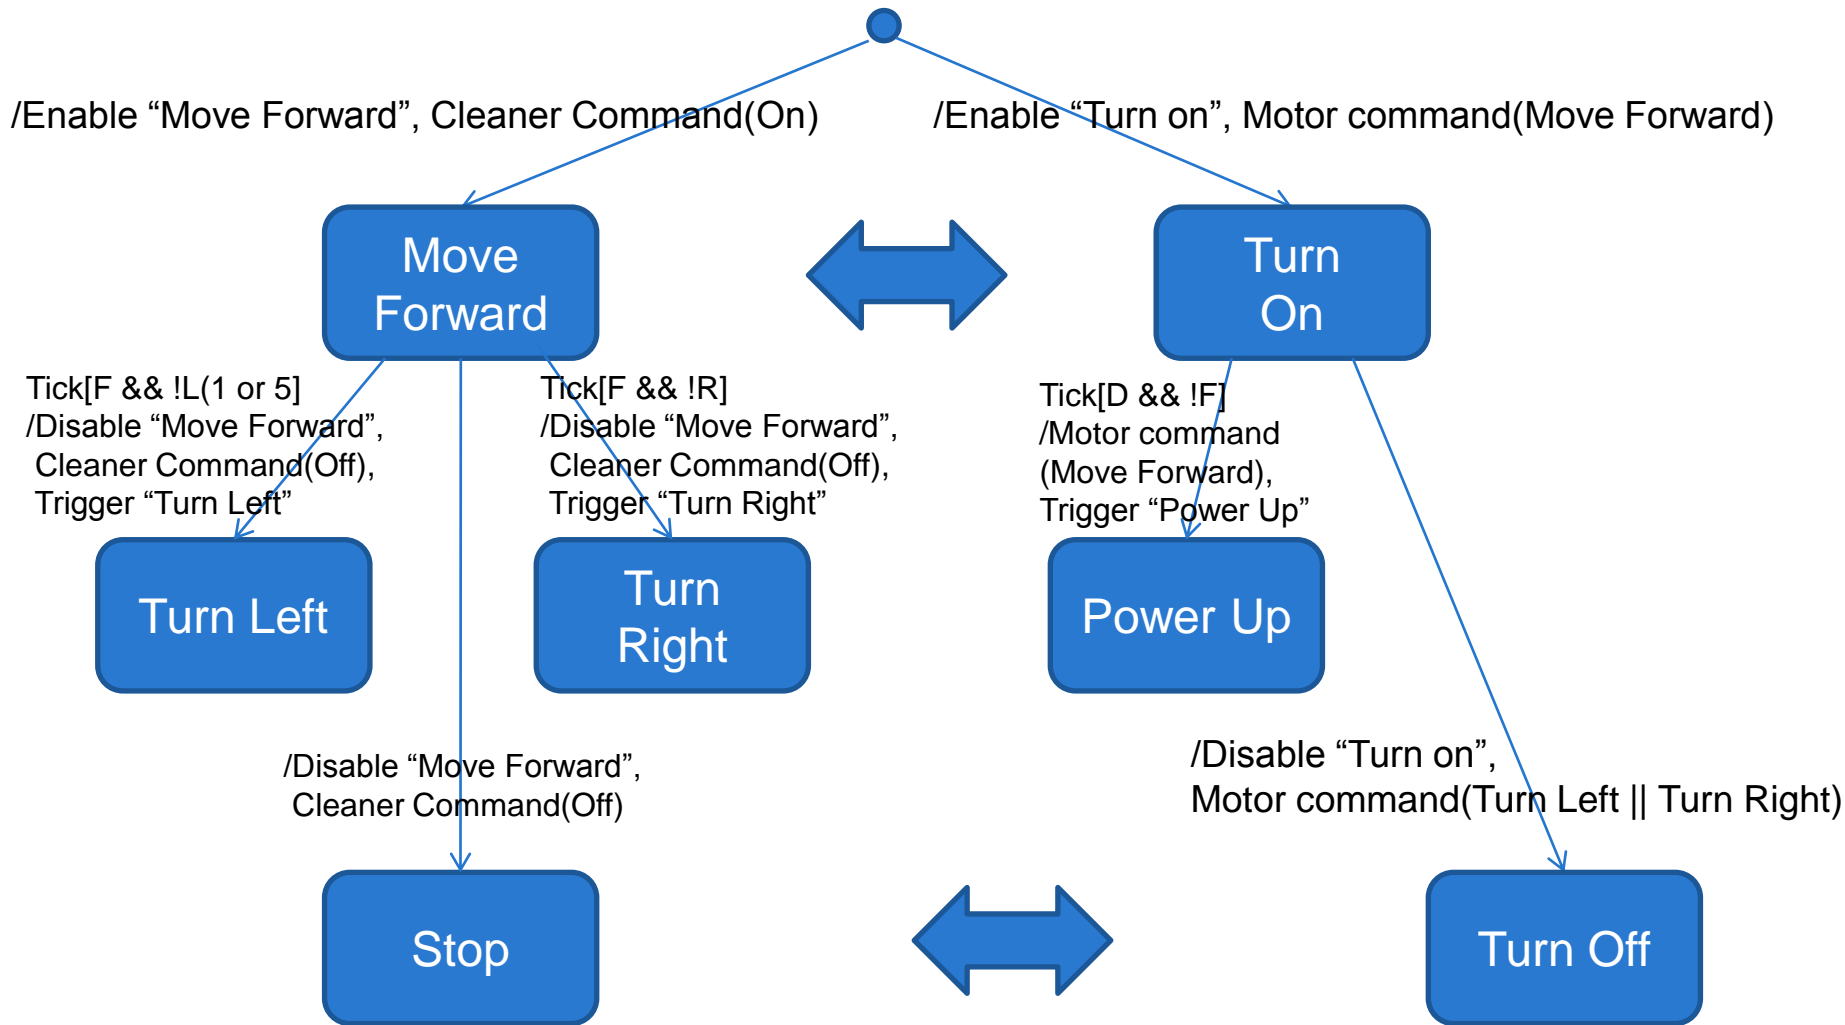 /Enable “Move Forward”, Cleaner Command(On)
/Enable “Turn on”, Motor command(Move Forward)
Move
Forward
Turn
On
Tick[F && !L(1 or 5]
/Disable “Move Forward”,
Cleaner Command(Off),
Trigger “Turn Left”
Tick[F && !R]
/Disable “Move Forward”,
Cleaner Command(Off),
Trigger “Turn Right”
Tick[D && !F]
/Motor command
(Move Forward),
Trigger “Power Up”
Turn Left
Turn
Right
Power Up
/Disable “Move Forward”,
Cleaner Command(Off)
/Disable “Turn on”,
Motor command(Turn Left || Turn Right)
Stop
Turn Off